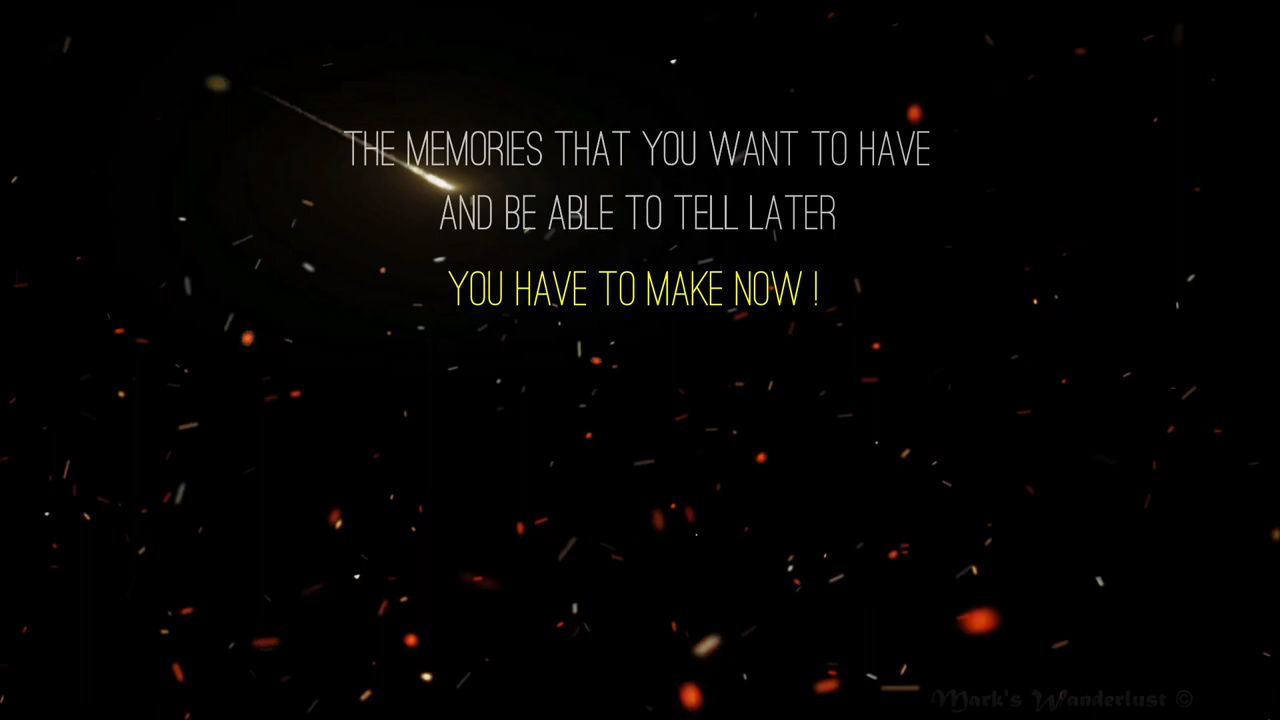 THE MEMORIES THAT YOU WANT TO HAVE
AND BE ABLE TO TELL LATER
YOU HAVE TO MAKE NOW !
Mark's Wanderlust ©